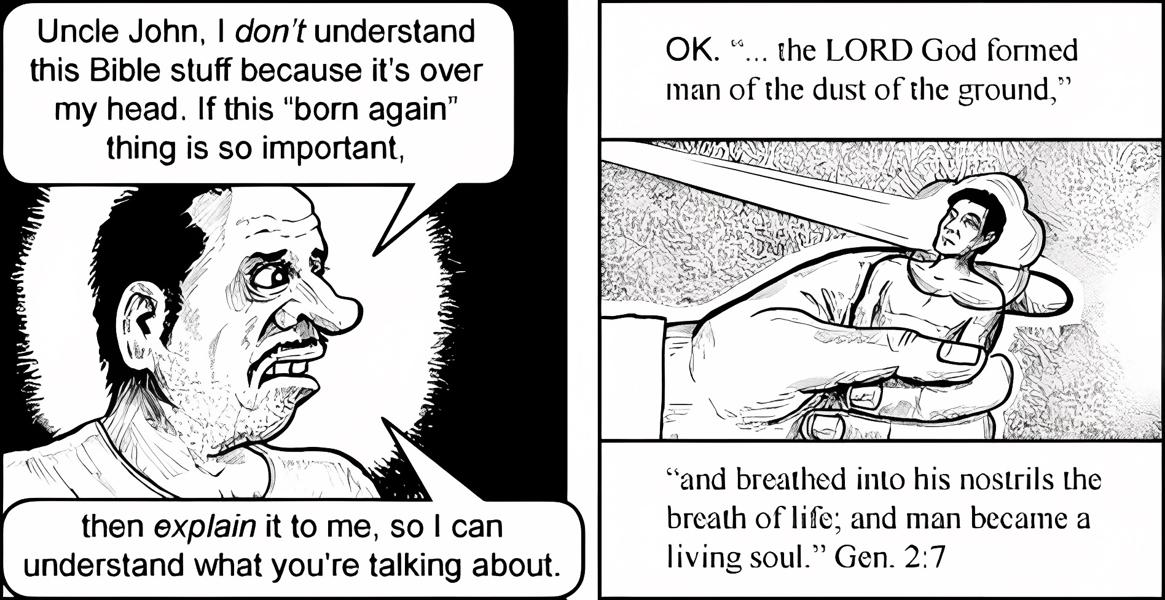 Uncle John, I don't understand
this Bible stuff because it's over
my head. If this "born again"
thing is so important,
then explain it to me, so I can
understand what you're talking about.
OK. "... the LORD God formed
man of the dust of the ground,"
"and breathed into his nostrils the
breath of life; and man became a
living soul." Gen. 2:7